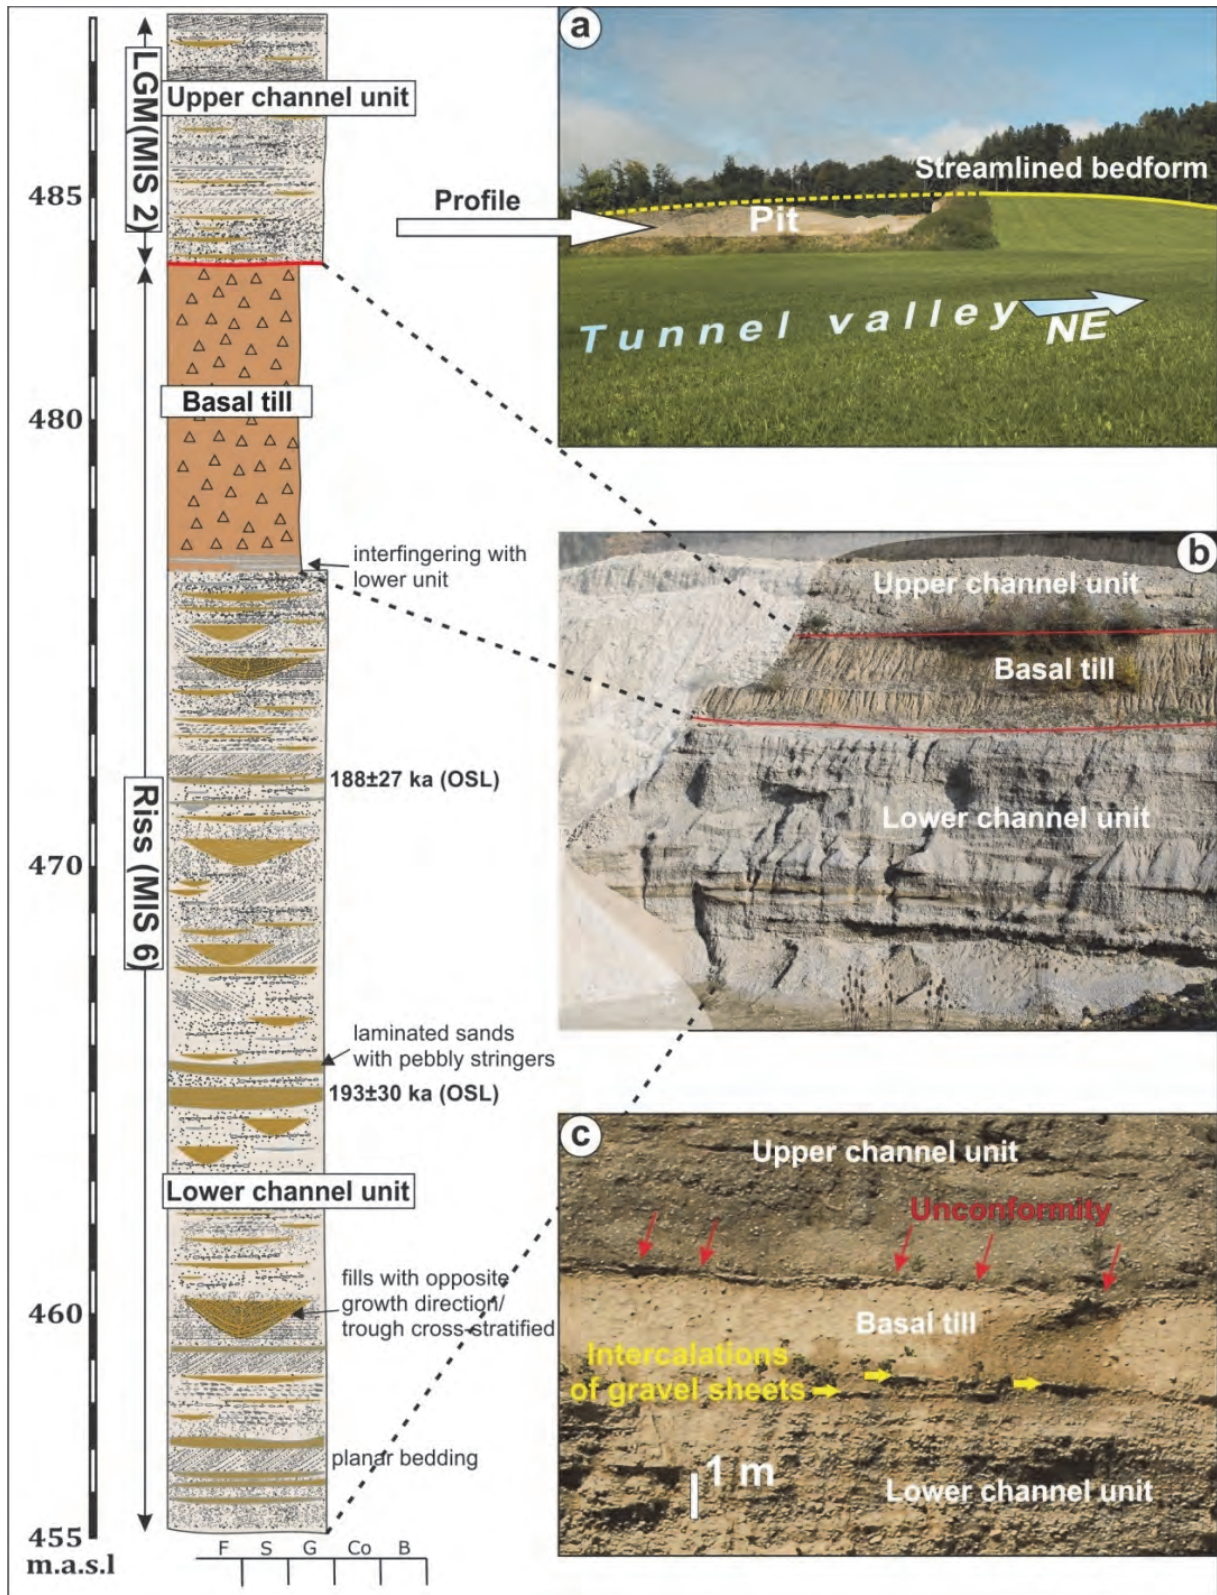 LGM(MIS 2)
Upper channel unit
485
Basal till
480
interfingering with
lower unit
188±27 ka (OSL)
470
Riss (MIS 6)
laminated sands
with pebbly stringers
193±30 ka (OSL)
Lower channel unit
fills with opposite
growth direction/
trough cross-stratified
460
planar bedding
455
m.a.s.l
F S G Co B
a
Streamlined bedform
Profile
Pit
Tunnel valley
NE
b
Upper channel unit
Basal till
Lower channel unit
c
Upper channel unit
Unconformity
Basal till
Intercalations
of gravel sheets
1 m
Lower channel unit